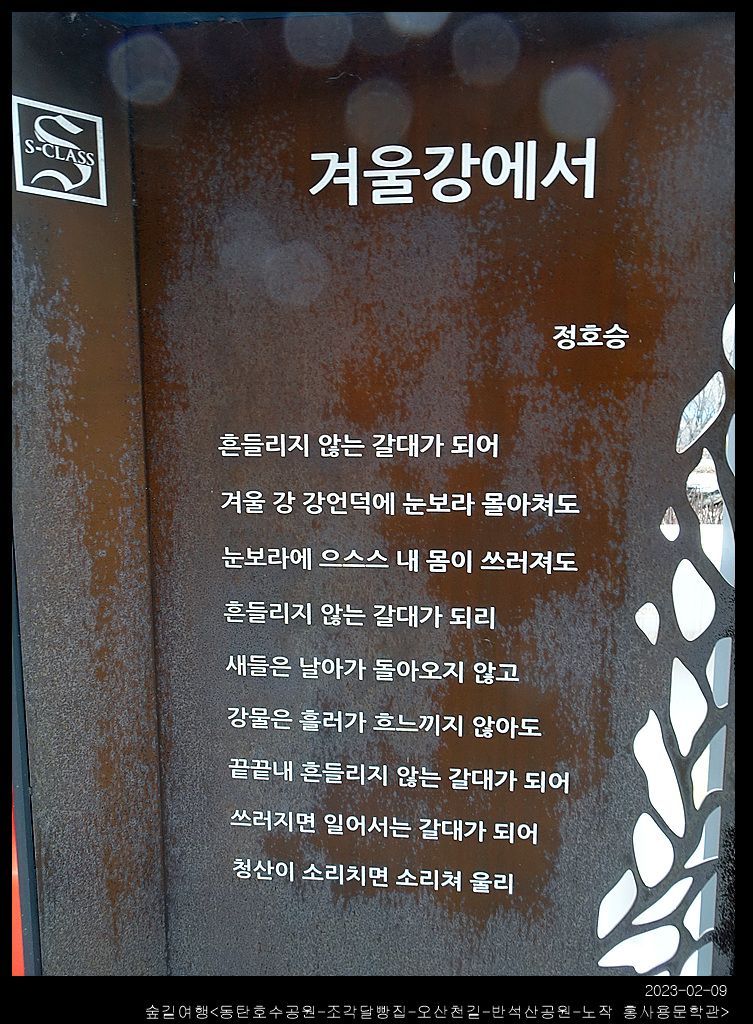 S-CLASS
겨울강에서
정호승
흔들리지 않는 갈대가 되어
겨울 강 강언덕에 눈보라 몰아쳐도
눈보라에 으스스 내 몸이 쓰러져도
흔들리지 않는 갈대가 되리
새들은 날아가 돌아오지 않고
강물은 흘러가 흐느끼지 않아도
끝끝내 흔들리지 않는 갈대가 되어
쓰러지면 일어서는 갈대가 되어
청산이 소리치면 소리쳐 울리
2023-02-09
숲길여행<동탄호수공원-조각달빵집-오산천길-반석산공원-노작 홍사용문학관>